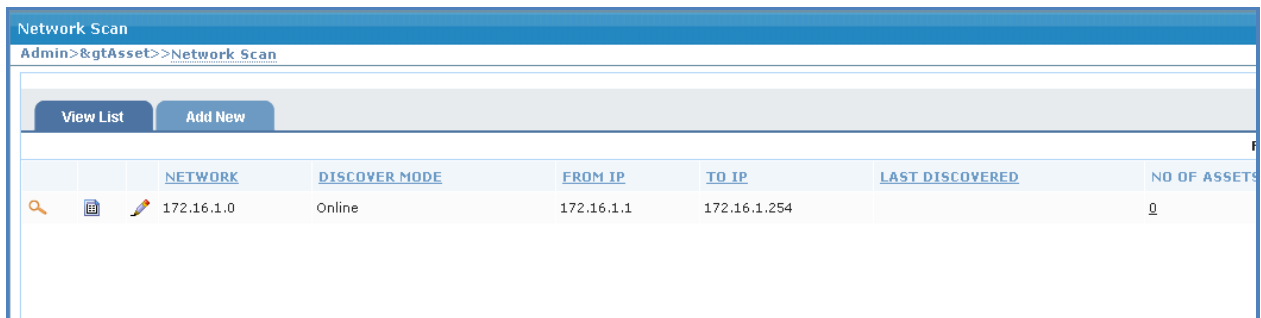 Network Scan
Admin>&gtAsset>>Network Scan
View List Add New
NETWORK DISCOVER MODE FROM IP TO IP LAST DISCOVERED NO OF ASSETS
172.16.1.0 Online 172.16.1.1 172.16.1.254 0